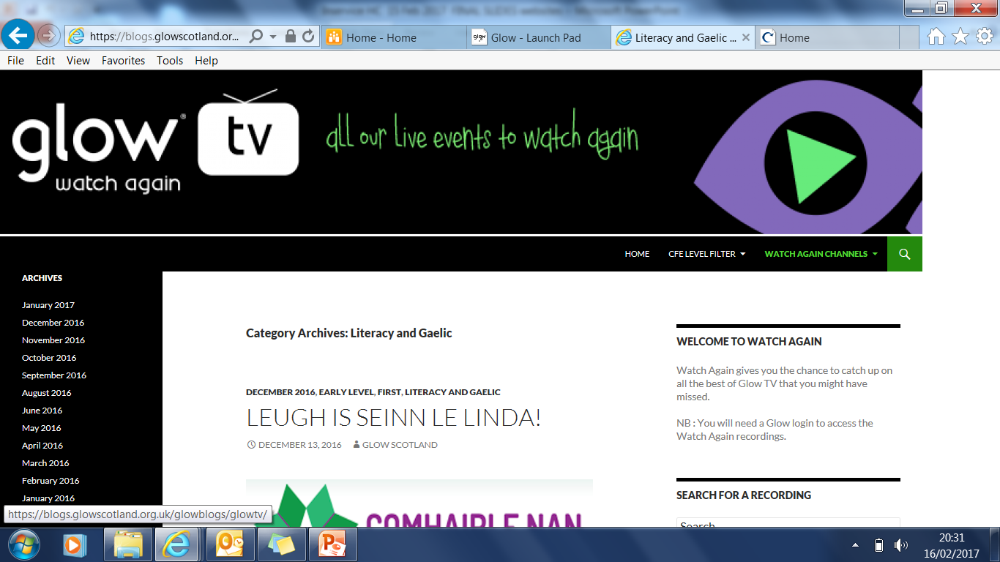 https://blogs.glowscotland.org.uk...
Home - Home
glow
Glow - Launch Pad
Literacy and Gaelic ...
Home
File Edit View Favorites Tools Help
glow® tv
watch again
all our live events to watch again
HOME CFE LEVEL FILTER WATCH AGAIN CHANNELS
ARCHIVES
January 2017
December 2016
November 2016
October 2016
September 2016
August 2016
June 2016
May 2016
April 2016
March 2016
February 2016
January 2016
Category Archives: Literacy and Gaelic
DECEMBER 2016, EARLY LEVEL, FIRST, LITERACY AND GAELIC
LEUGH IS SEINN LE LINDA!
DECEMBER 13, 2016 GLOW SCOTLAND
COMHAIRLE NAN
WELCOME TO WATCH AGAIN
Watch Again gives you the chance to catch up on
all the best of Glow TV that you might have
missed.
NB : You will need a Glow login to access the
Watch Again recordings.
SEARCH FOR A RECORDING
Search
https://blogs.glowscotland.org.uk/glowblogs/glowtv/
20:31
16/02/2017